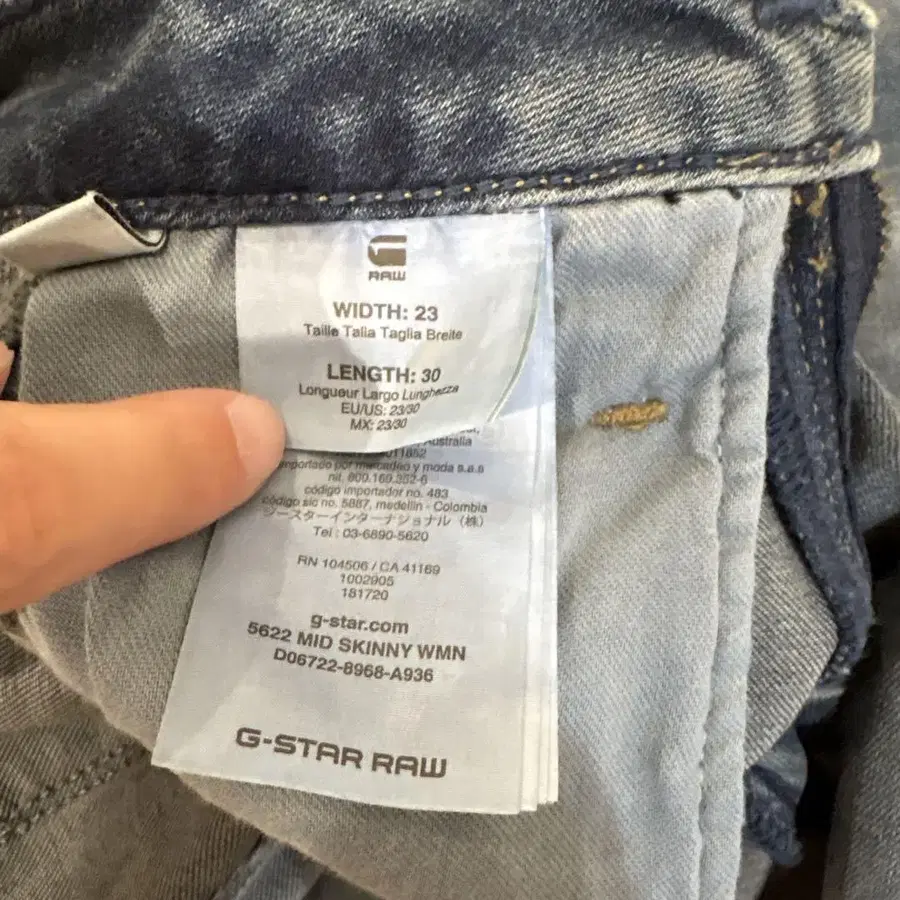 RAW
WIDTH: 23
Taille Talla Taglia Breite
LENGTH: 30
Longueur Largo Lunghezza
EU/US: 23/30
MX: 23/30
Australia
011852
importado por mercadeo y moda s.a.s
nit. 800.169.352-6
código importador no. 483
código sic no. 5887, medellin - Colombia
ジースターインターナショナル（株）
Tel : 03-6890-5620
RN 104506 / CA 41169
1002905
181720
g-star.com
5622 MID SKINNY WMN
D06722-8968-A936
G-STAR RAW